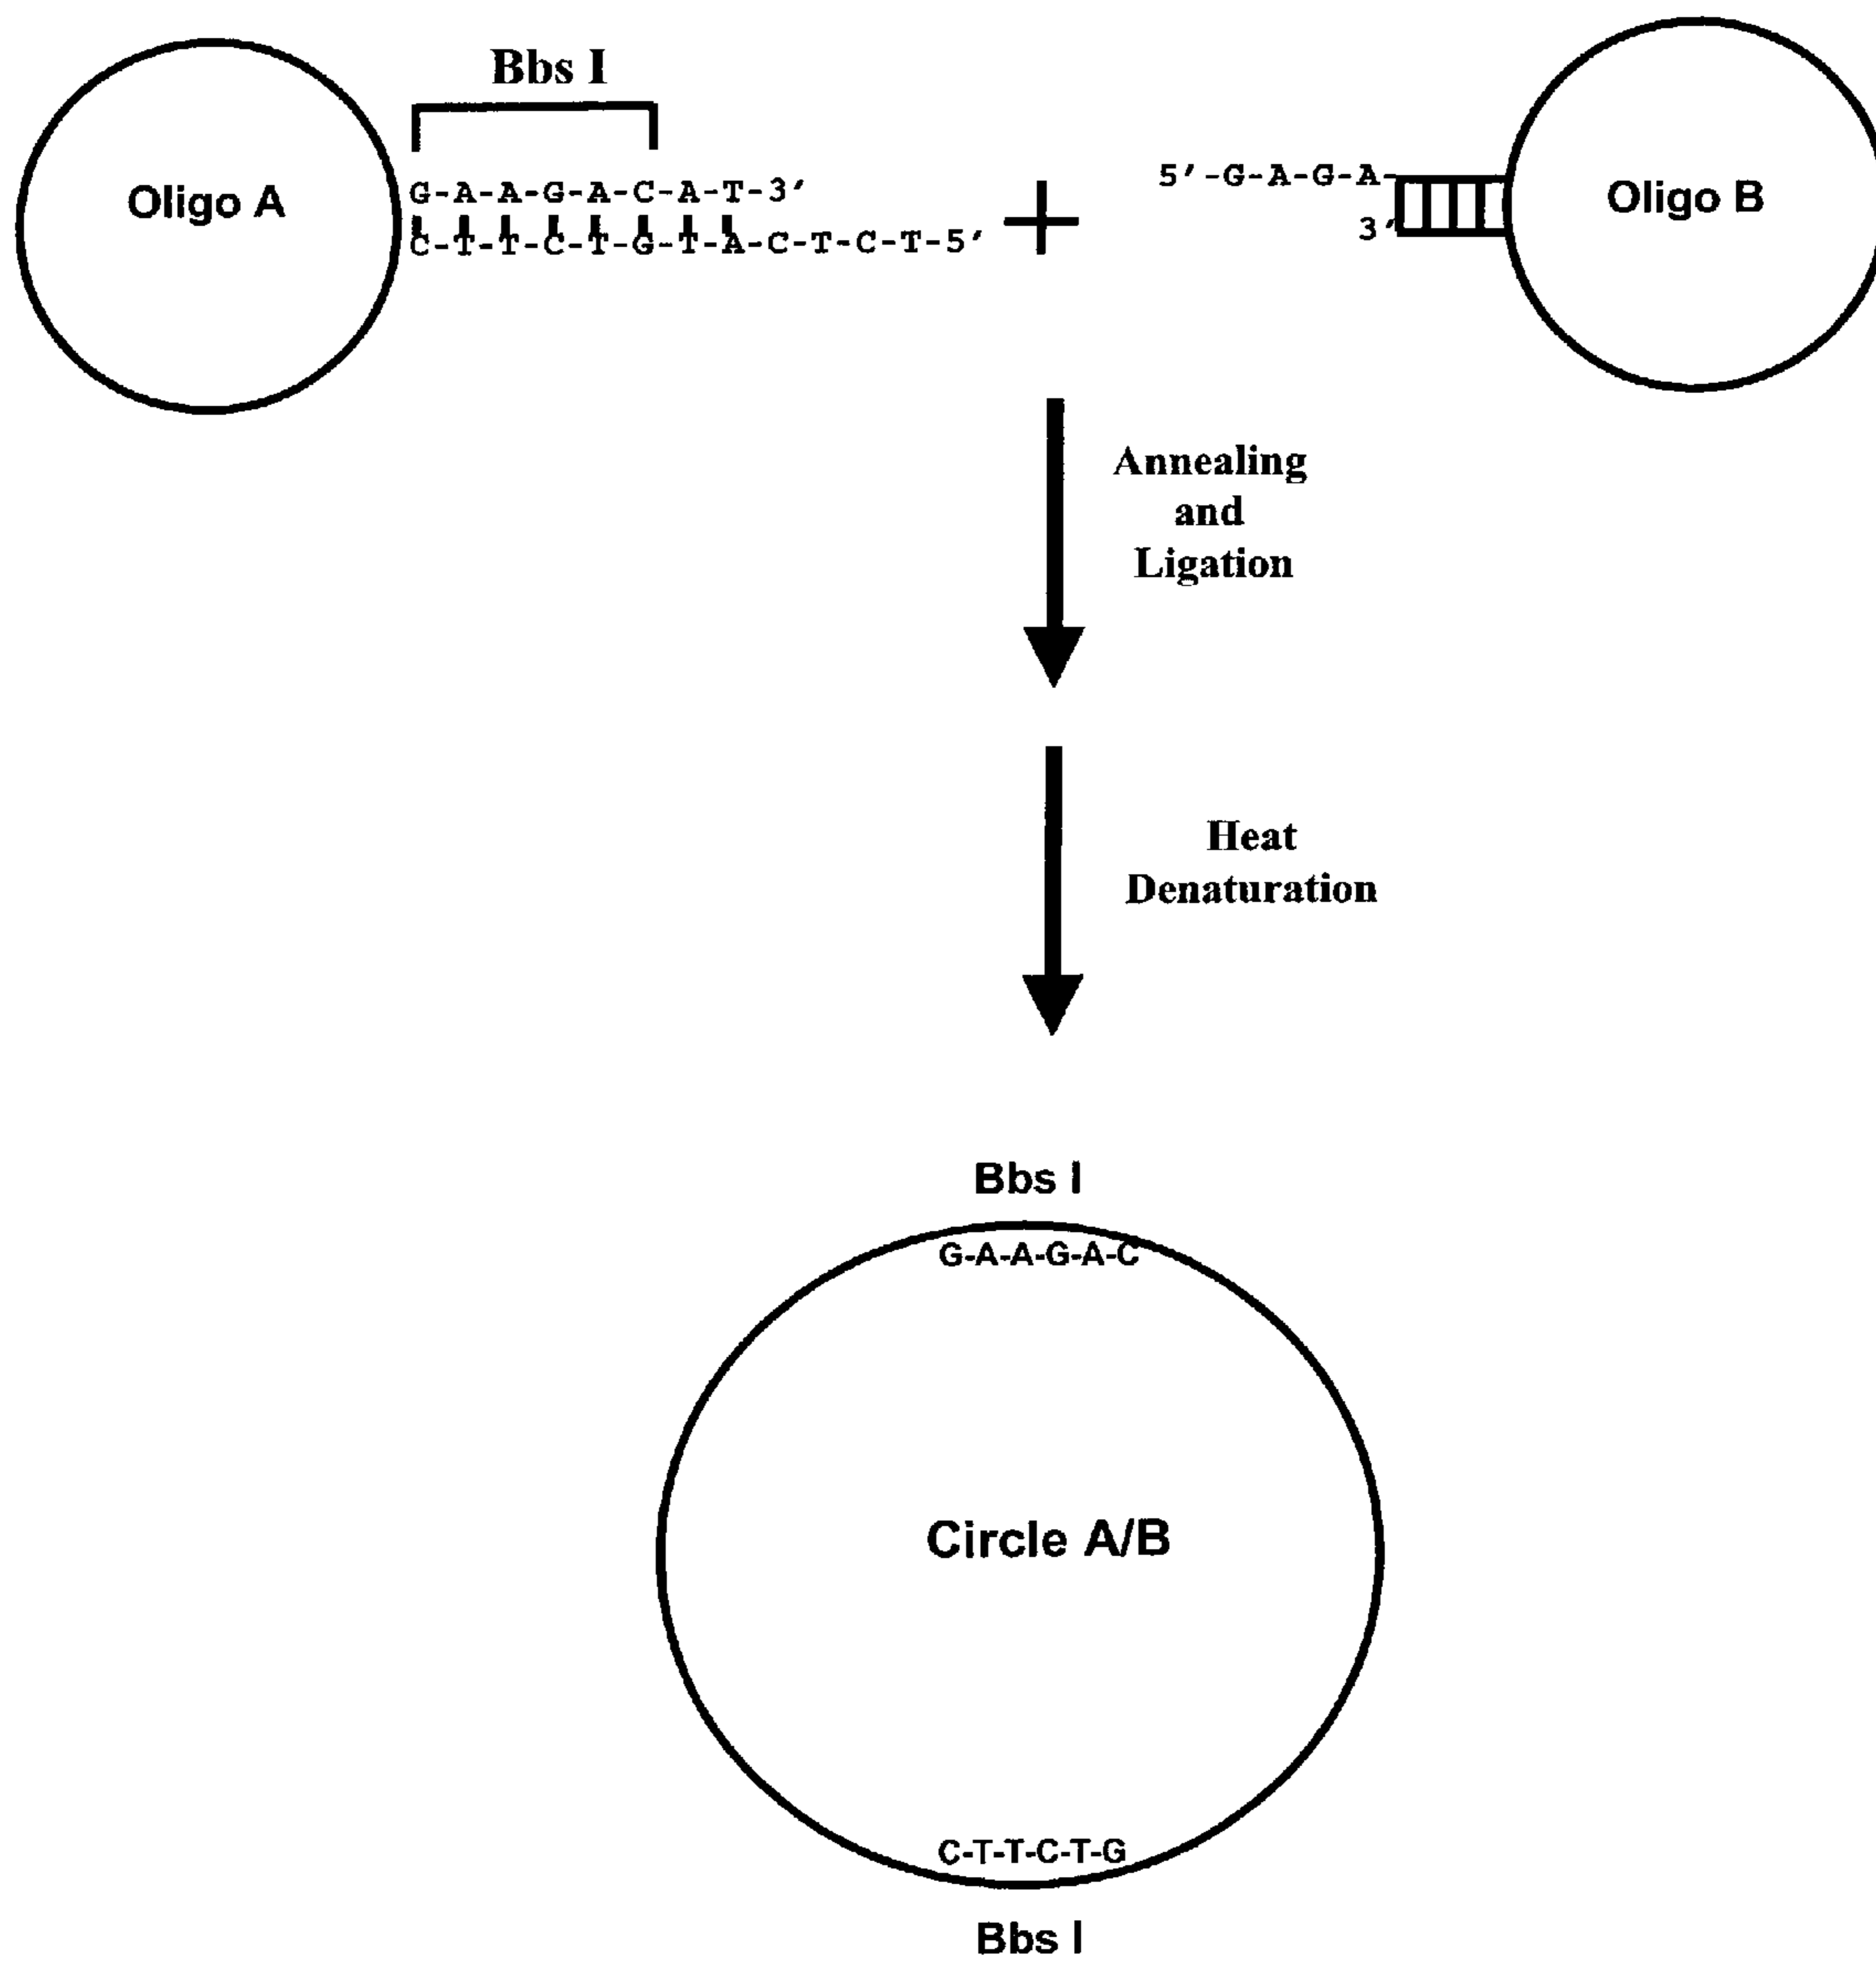 Bbs I
Oligo A
G-A-A-G-A-C-A-T-3′
C-T-T-C-T-G-T-A-C-T-C-T-5′
+
5′-G-A-G-A-
3′
Oligo B
Annealing
and
Ligation
Heat
Denaturation
Bbs I
G-A-A-G-A-C
Circle A/B
C-T-T-C-T-G
Bbs I